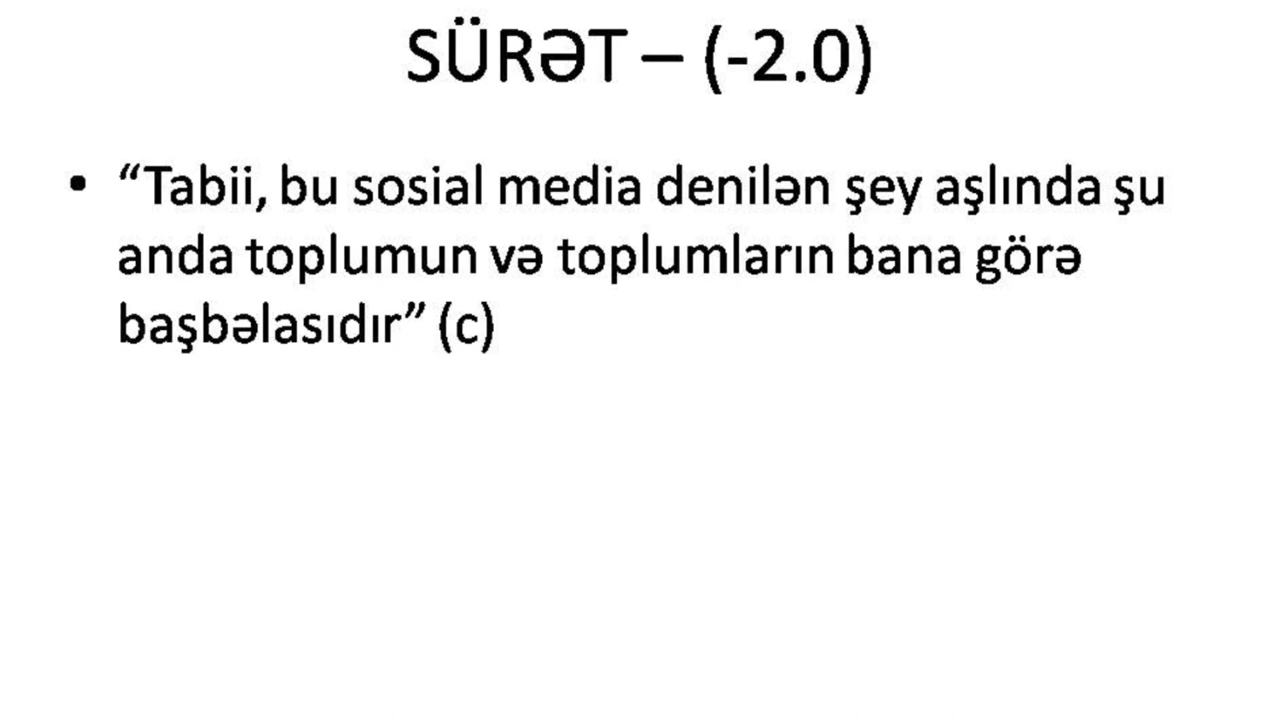 SÜRƏT – (-2.0)
• “Tabii, bu sosial media denilən şey aşlında şu
anda toplumun və toplumların bana görə
başbəlasıdır” (c)